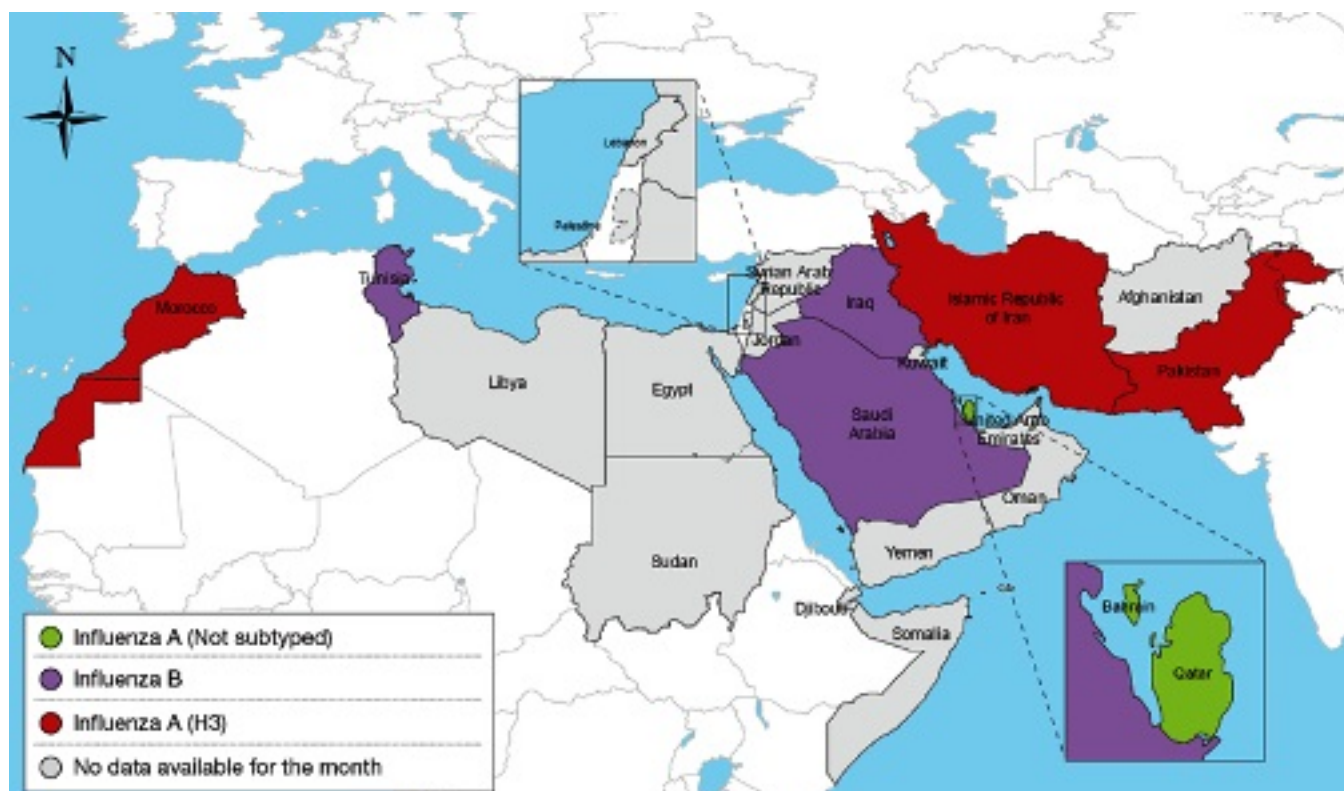 N
Lebanon
Palestine
Tunisia
Morocco
Syrian Arab
Republic
Iraq
Islamic Republic
of Iran
Afghanistan
Jordan
Kuwait
Pakistan
Libya
Egypt
Saudi
Arabia
United Arab
Emirates
Oman
Sudan
Yemen
Djibouti
Somalia
Bahrain
Qatar
Influenza A (Not subtyped)
Influenza B
Influenza A (H3)
No data available for the month